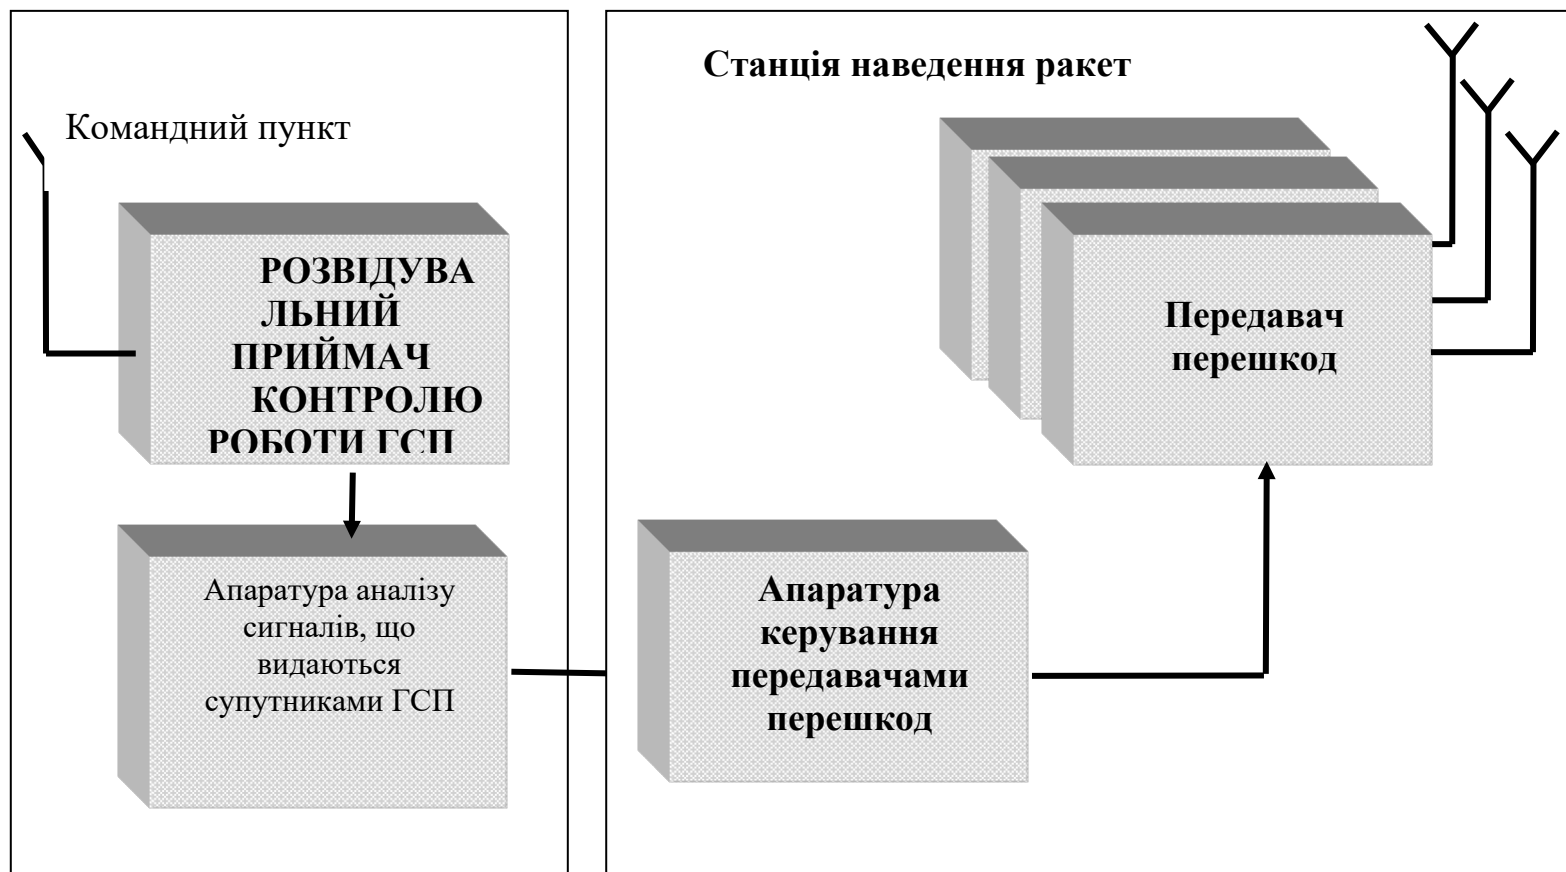 Командний пункт
РОЗВІДУВА
ЛЬНИЙ
ПРИЙМАЧ
КОНТРОЛЮ
РОБОТИ ГСП
Апаратура аналізу
сигналів, що
видаються
супутниками ГСП
Станція наведення ракет
Передавач
перешкод
Апаратура
керування
передавачами
перешкод